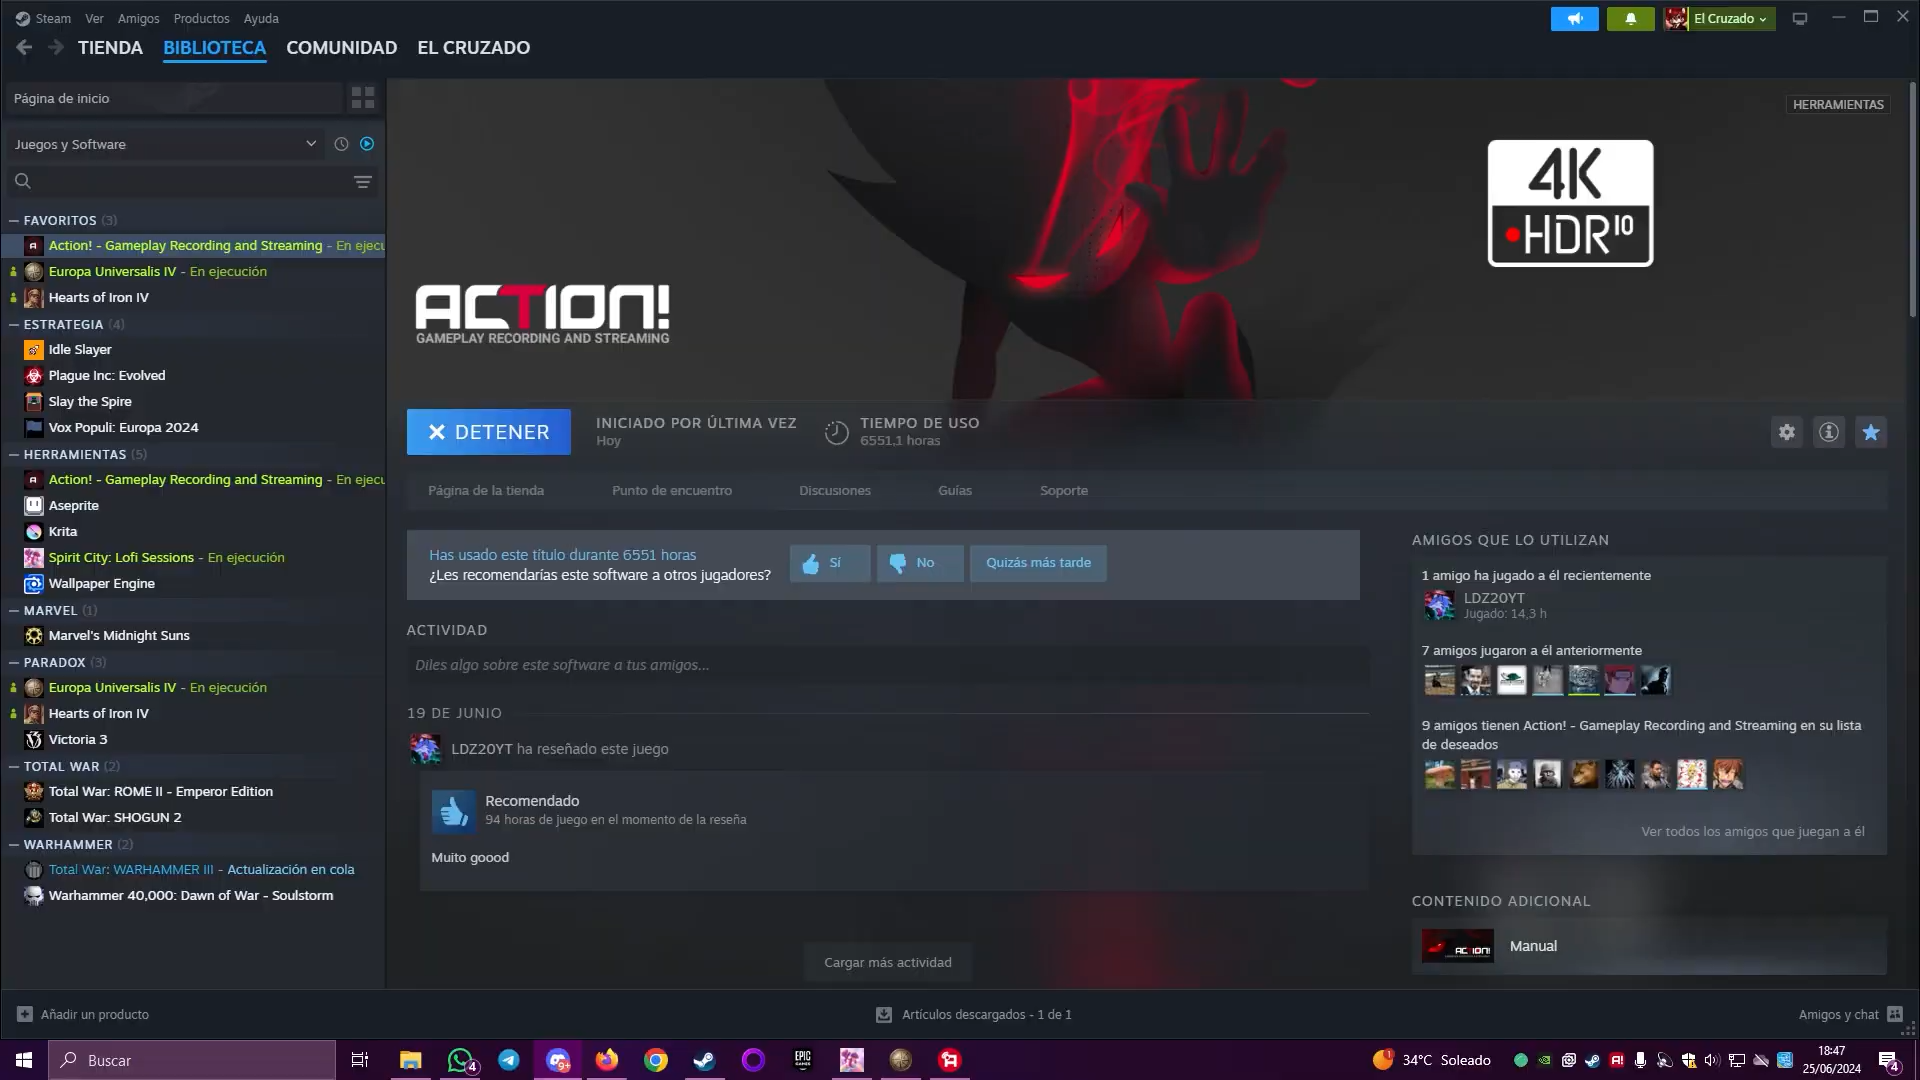 Steam Ver Amigos Productos Ayuda
El Cruzado
TIENDA BIBLIOTECA COMUNIDAD EL CRUZADO
Página de inicio
HERRAMIENTAS
Juegos y Software
4K
HDR10
FAVORITOS (3)
Action! - Gameplay Recording and Streaming - En ejecu
Europa Universalis IV - En ejecución
Hearts of Iron IV
ESTRATEGIA (4)
Idle Slayer
Plague Inc: Evolved
Slay the Spire
Vox Populi: Europa 2024
HERRAMIENTAS (5)
Action! - Gameplay Recording and Streaming - En ejecu
Aseprite
Krita
Spirit City: Lofi Sessions - En ejecución
Wallpaper Engine
MARVEL (1)
Marvel's Midnight Suns
PARADOX (3)
Europa Universalis IV - En ejecución
Hearts of Iron IV
Victoria 3
TOTAL WAR (2)
Total War: ROME II - Emperor Edition
Total War: SHOGUN 2
WARHAMMER (2)
Total War: WARHAMMER III - Actualización en cola
Warhammer 40,000: Dawn of War - Soulstorm
ACTION!
GAMEPLAY RECORDING AND STREAMING
DETENER
INICIADO POR ÚLTIMA VEZ
Hoy
TIEMPO DE USO
6551,1 horas
Página de la tienda Punto de encuentro Discusiones Guías Soporte
Has usado este título durante 6551 horas
¿Les recomendarías este software a otros jugadores?
Sí No Quizás más tarde
ACTIVIDAD
Diles algo sobre este software a tus amigos...
19 DE JUNIO
LDZ20YT ha reseñado este juego
Recomendado
94 horas de juego en el momento de la reseña
Muito goood
Cargar más actividad
AMIGOS QUE LO UTILIZAN
1 amigo ha jugado a él recientemente
LDZ20YT
Jugado: 14,3 h
7 amigos jugaron a él anteriormente
9 amigos tienen Action! - Gameplay Recording and Streaming en su lista
de deseados
Ver todos los amigos que juegan a él
CONTENIDO ADICIONAL
ACTION!
Manual
Añadir un producto
Artículos descargados - 1 de 1
Amigos y chat
Buscar
4
9+
EPIC
GAMES
34°C Soleado
18:47
25/06/2024
4